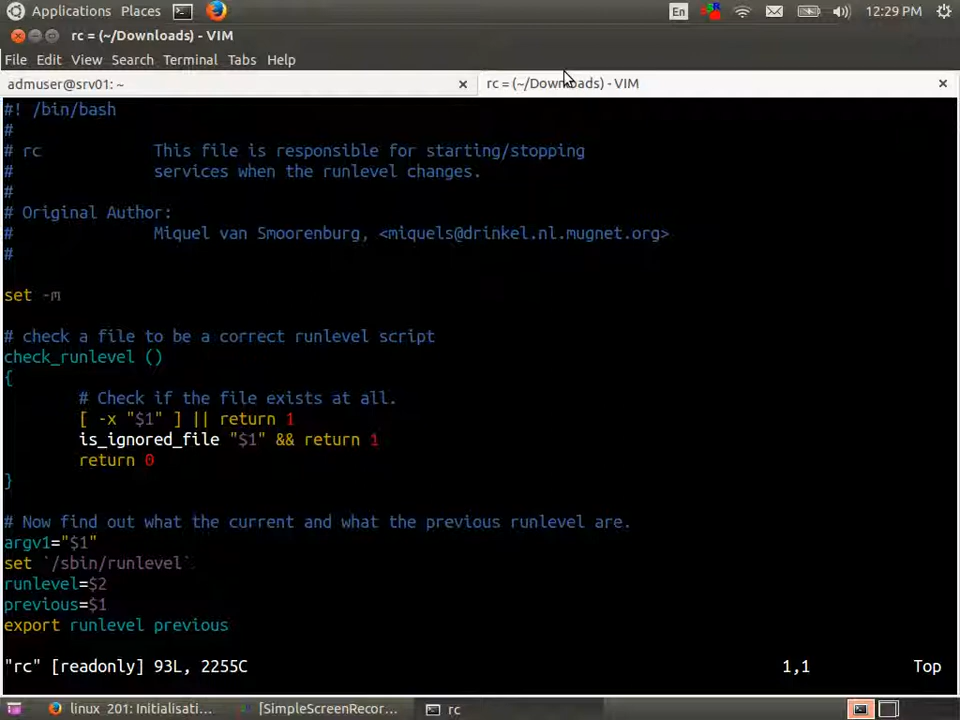 Applications Places En 12:29 PM
rc = (~/Downloads) - VIM
File Edit View Search Terminal Tabs Help
admuser@srv01: ~ × rc = (~/Downloads) - VIM ×
#! /bin/bash
#
# rc This file is responsible for starting/stopping
# services when the runlevel changes.
#
# Original Author:
# Miquel van Smoorenburg, <miquels@drinkel.nl.mugnet.org>
#
set -m
# check a file to be a correct runlevel script
check_runlevel ()
{
# Check if the file exists at all.
[ -x "$1" ] || return 1
is_ignored_file "$1" && return 1
return 0
}
# Now find out what the current and what the previous runlevel are.
argv1="$1"
set `/sbin/runlevel`
runlevel=$2
previous=$1
export runlevel previous
"rc" [readonly] 93L, 2255C 1,1 Top
linux 201: Initialisati... [SimpleScreenRecor... rc